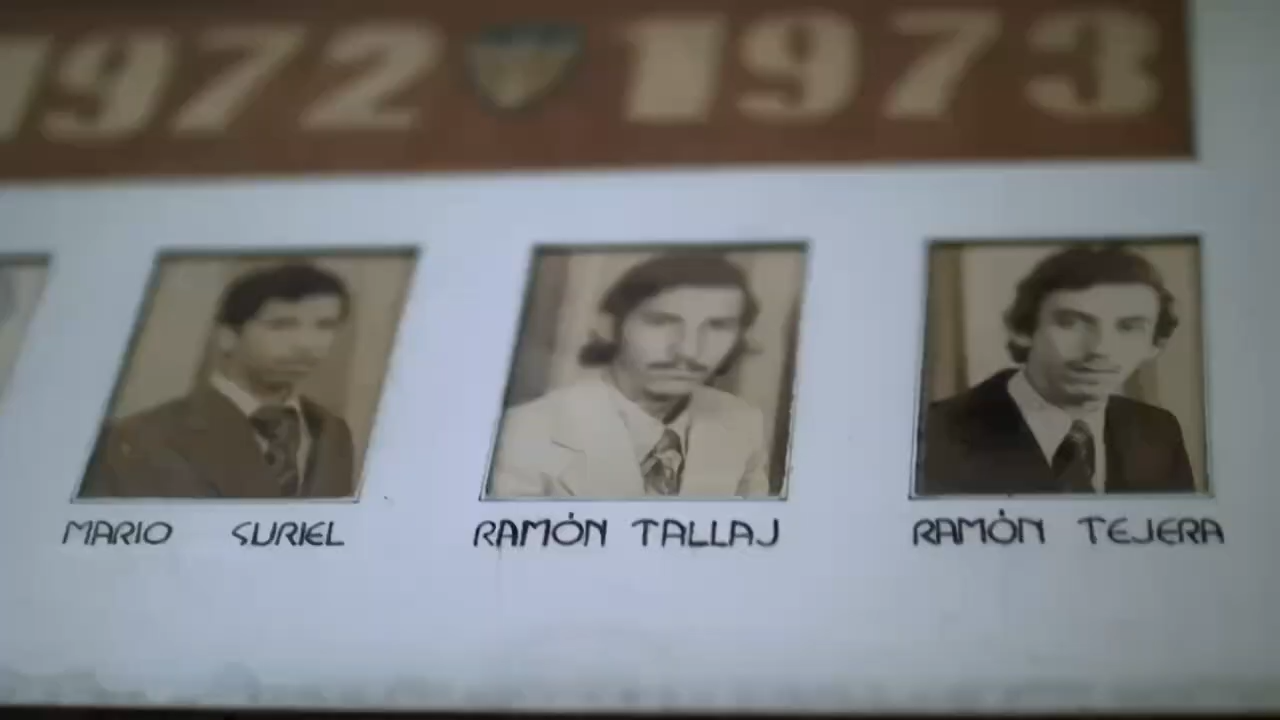 1972 1973
MARIO SURIEL
RAMÓN TALLAJ
RAMÓN TEJERA